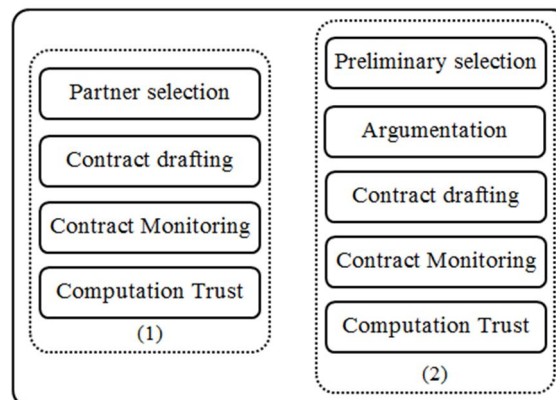 Partner selection
Contract drafting
Contract Monitoring
Computation Trust
(1)
Preliminary selection
Argumentation
Contract drafting
Contract Monitoring
Computation Trust
(2)